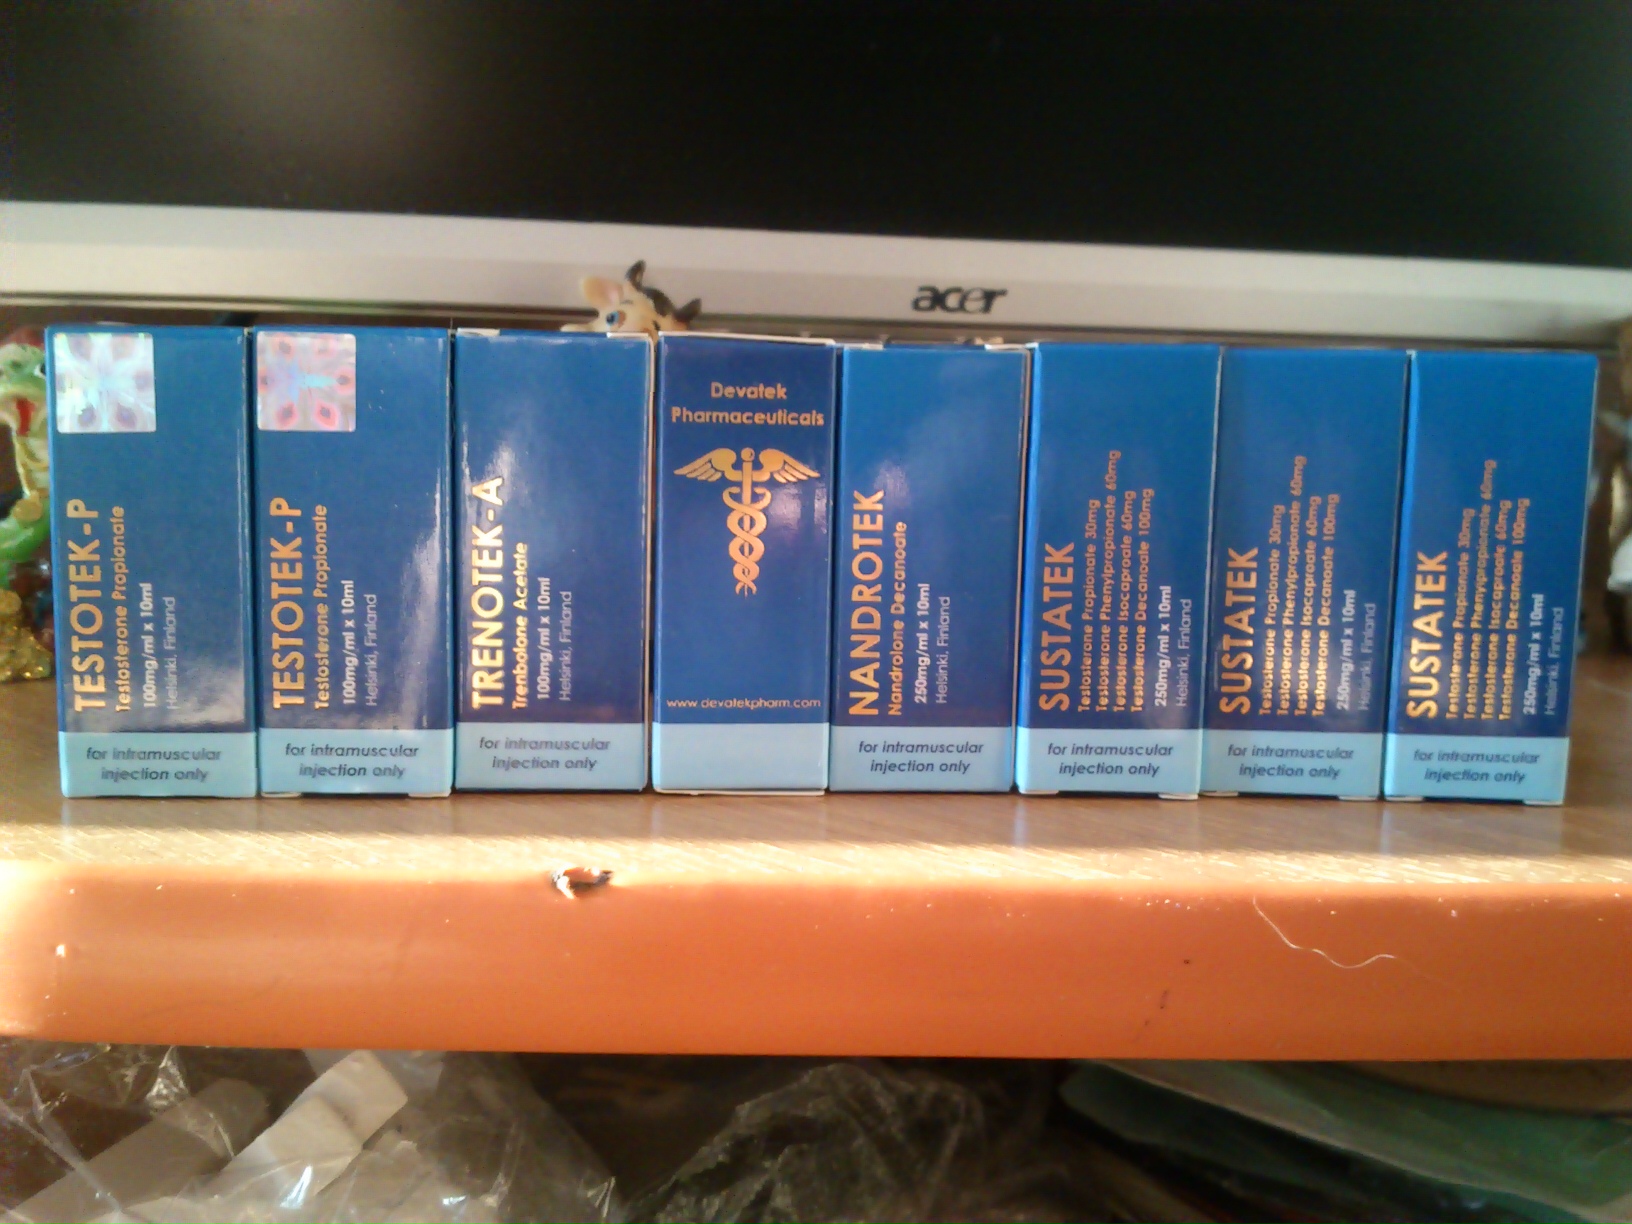 acer
TESTOTEK-P
Testosterone Propionate
100mg/ml x 10ml
Helsinki, Finland
for intramuscular
injection only
TESTOTEK-P
Testosterone Propionate
100mg/ml x 10ml
Helsinki, Finland
for intramuscular
injection only
TRENOTEK-A
Trenbolone Acetate
100mg/ml x 10ml
Helsinki, Finland
for intramuscular
injection only
Devatek
Pharmaceuticals
www.devatekpharm.com
NANDROTEK
Nandrolone Decanoate
250mg/ml x 10ml
Helsinki, Finland
for intramuscular
injection only
SUSTATEK
Testosterone Propionate 30mg
Testosterone Phenylpropionate 60mg
Testosterone Isocaproate 60mg
Testosterone Decanoate 100mg
250mg/ml x 10ml
Helsinki, Finland
for intramuscular
injection only
SUSTATEK
Testosterone Propionate 30mg
Testosterone Phenylpropionate 60mg
Testosterone Isocaproate 60mg
Testosterone Decanoate 100mg
250mg/ml x 10ml
Helsinki, Finland
for intramuscular
injection only
SUSTATEK
Testosterone Propionate 30mg
Testosterone Phenylpropionate 60mg
Testosterone Isocaproate 60mg
Testosterone Decanoate 100mg
250mg/ml x 10ml
Helsinki, Finland
for intramuscular
injection only